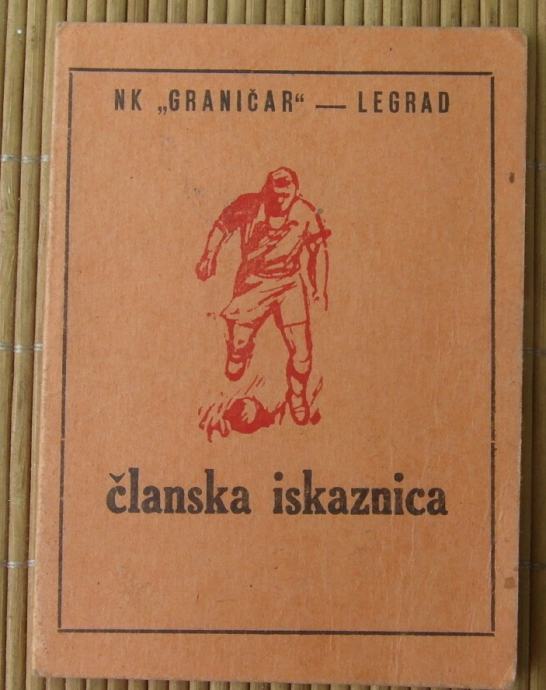 NK „GRANIČAR“ — LEGRAD
članska iskaznica